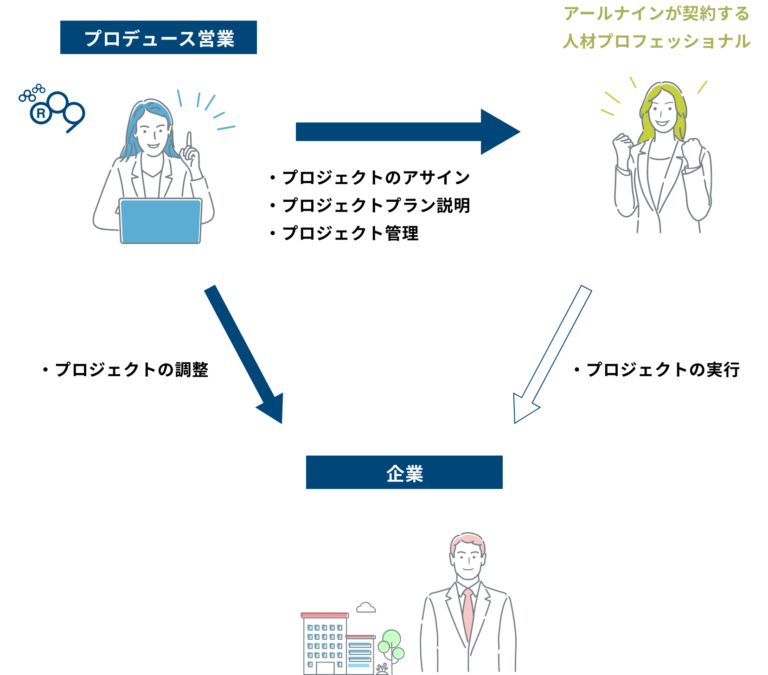 アールナインが契約する
人材プロフェッショナル
プロデュース営業
R
・プロジェクトのアサイン
・プロジェクトプラン説明
・プロジェクト管理
・プロジェクトの調整
・プロジェクトの実行
企業